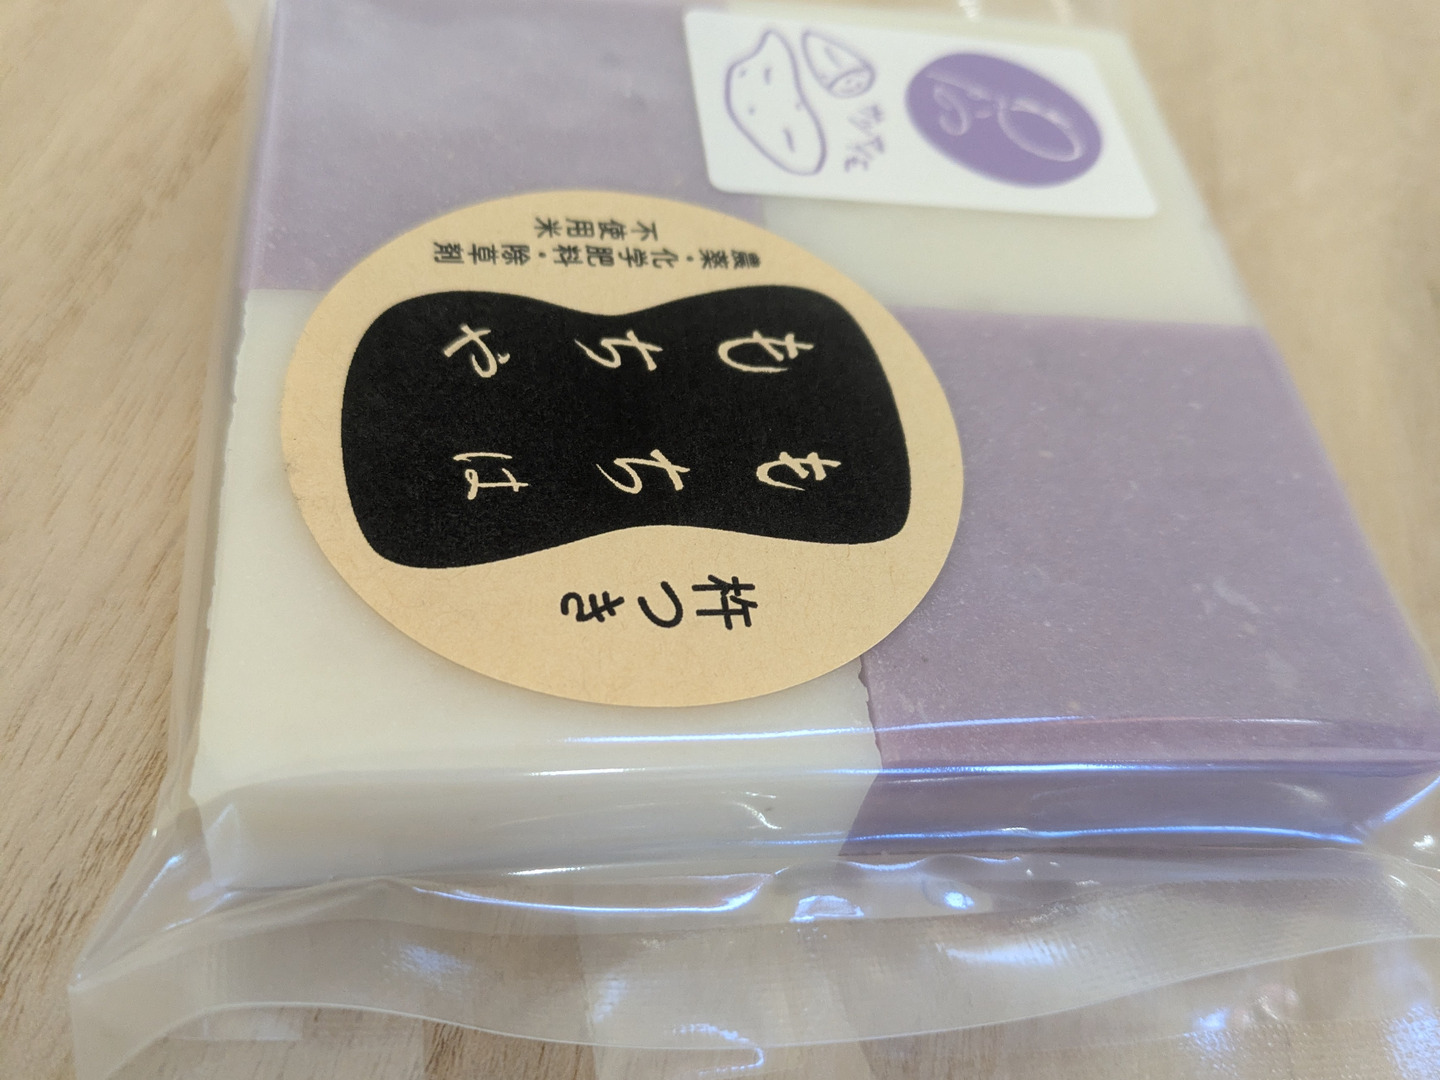 杵つき
もちは
もちや
農薬・化学肥料・除草剤
不使用米